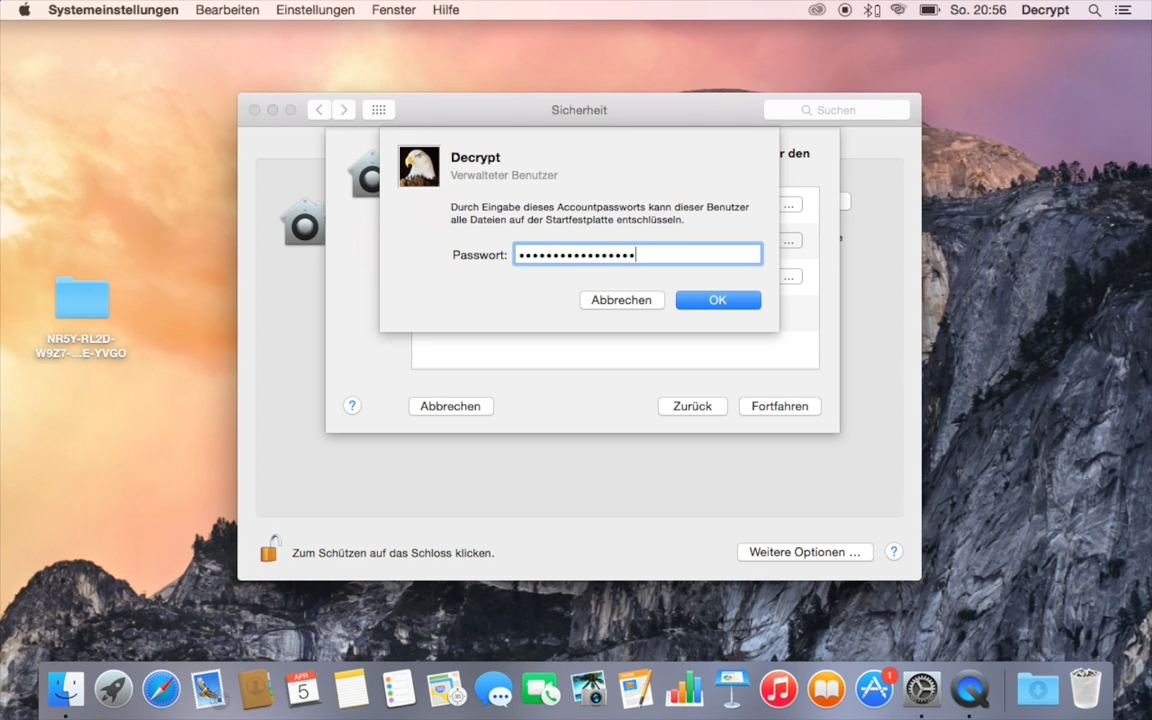 Systemeinstellungen Bearbeiten Einstellungen Fenster Hilfe So. 20:56 Decrypt
Sicherheit Suchen
r den
Decrypt
Verwalteter Benutzer
Durch Eingabe dieses Accountpassworts kann dieser Benutzer
alle Dateien auf der Startfestplatte entschlüsseln.
Passwort: •••••••••••••••••
Abbrechen OK
...
...
...
NR5Y-RL2D-
W9Z7-...E-YVGO
? Abbrechen Zurück Fortfahren
Zum Schützen auf das Schloss klicken. Weitere Optionen ... ?
APR
5
1